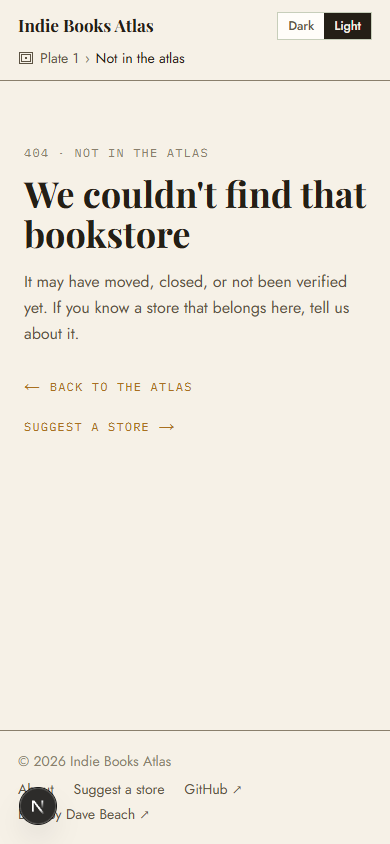 Indie Books Atlas
Dark Light
Plate 1 › Not in the atlas
404 · NOT IN THE ATLAS
We couldn't find that
bookstore
It may have moved, closed, or not been verified
yet. If you know a store that belongs here, tell us
about it.
← BACK TO THE ATLAS
SUGGEST A STORE →
© 2026 Indie Books Atlas
Suggest a store GitHub ↗
Dave Beach ↗
N